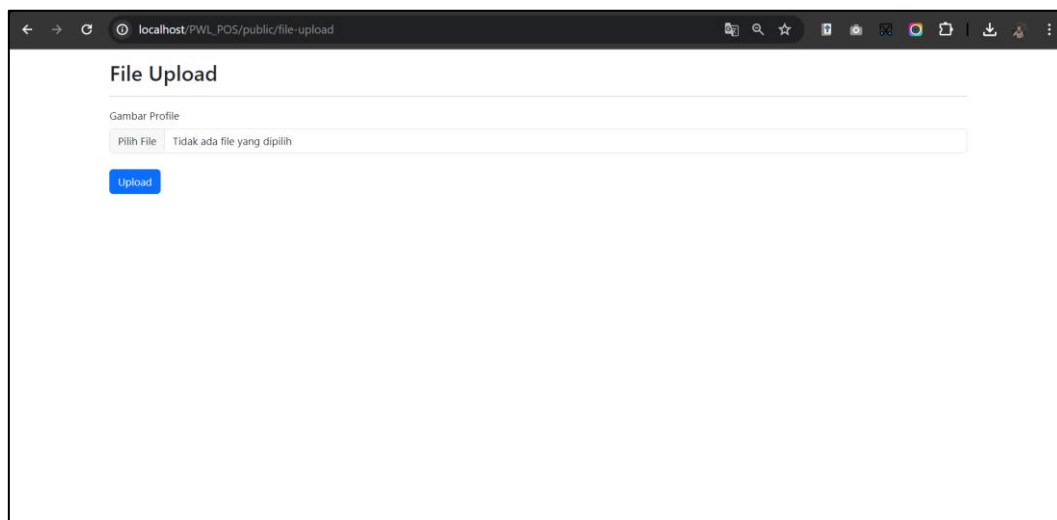 localhost/PWL_POS/public/file-upload
File Upload
Gambar Profile
Pilih File Tidak ada file yang dipilih
Upload